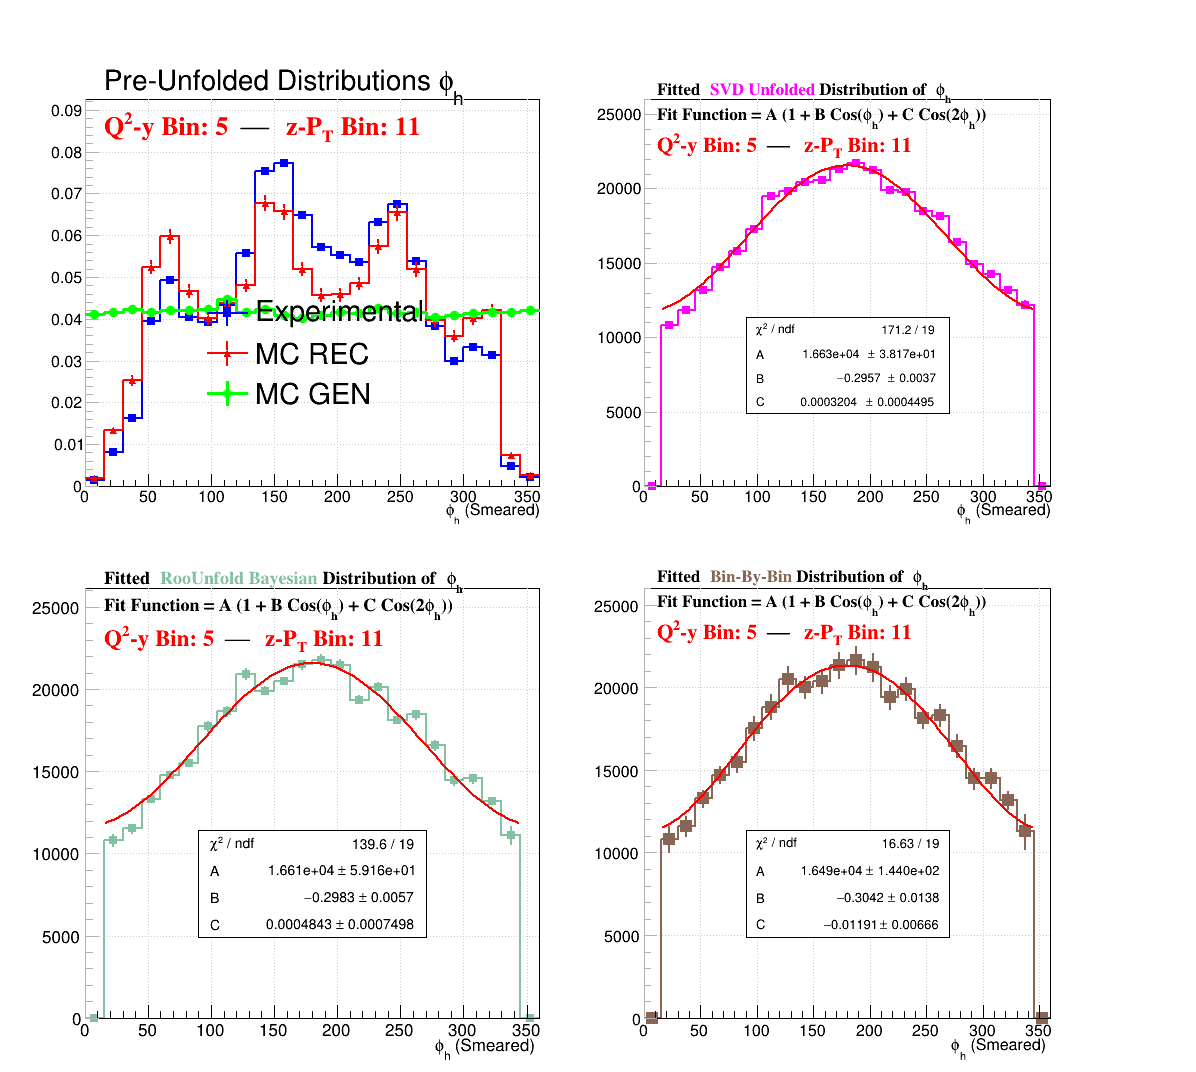 Pre-Unfolded Distributions ϕh
Q²-y Bin: 5 — z-PT Bin: 11
0.09
0.08
0.07
0.06
0.05
0.04
0.03
0.02
0.01
0
Experimental
MC REC
MC GEN
0 50 100 150 200 250 300 350
ϕh (Smeared)
Fitted SVD Unfolded Distribution of ϕh
Fit Function = A (1 + B Cos(ϕh) + C Cos(2ϕh))
Q²-y Bin: 5 — z-PT Bin: 11
25000
20000
15000
10000
5000
0
χ² / ndf 171.2 / 19
A 1.663e+04 ± 3.817e+01
B −0.2957 ± 0.0037
C 0.0003204 ± 0.0004495
0 50 100 150 200 250 300 350
ϕh (Smeared)
Fitted RooUnfold Bayesian Distribution of ϕh
Fit Function = A (1 + B Cos(ϕh) + C Cos(2ϕh))
Q²-y Bin: 5 — z-PT Bin: 11
25000
20000
15000
10000
5000
0
χ² / ndf 139.6 / 19
A 1.661e+04 ± 5.916e+01
B −0.2983 ± 0.0057
C 0.0004843 ± 0.0007498
0 50 100 150 200 250 300 350
ϕh (Smeared)
Fitted Bin-By-Bin Distribution of ϕh
Fit Function = A (1 + B Cos(ϕh) + C Cos(2ϕh))
Q²-y Bin: 5 — z-PT Bin: 11
25000
20000
15000
10000
5000
0
χ² / ndf 16.63 / 19
A 1.649e+04 ± 1.440e+02
B −0.3042 ± 0.0138
C −0.01191 ± 0.00666
0 50 100 150 200 250 300 350
ϕh (Smeared)